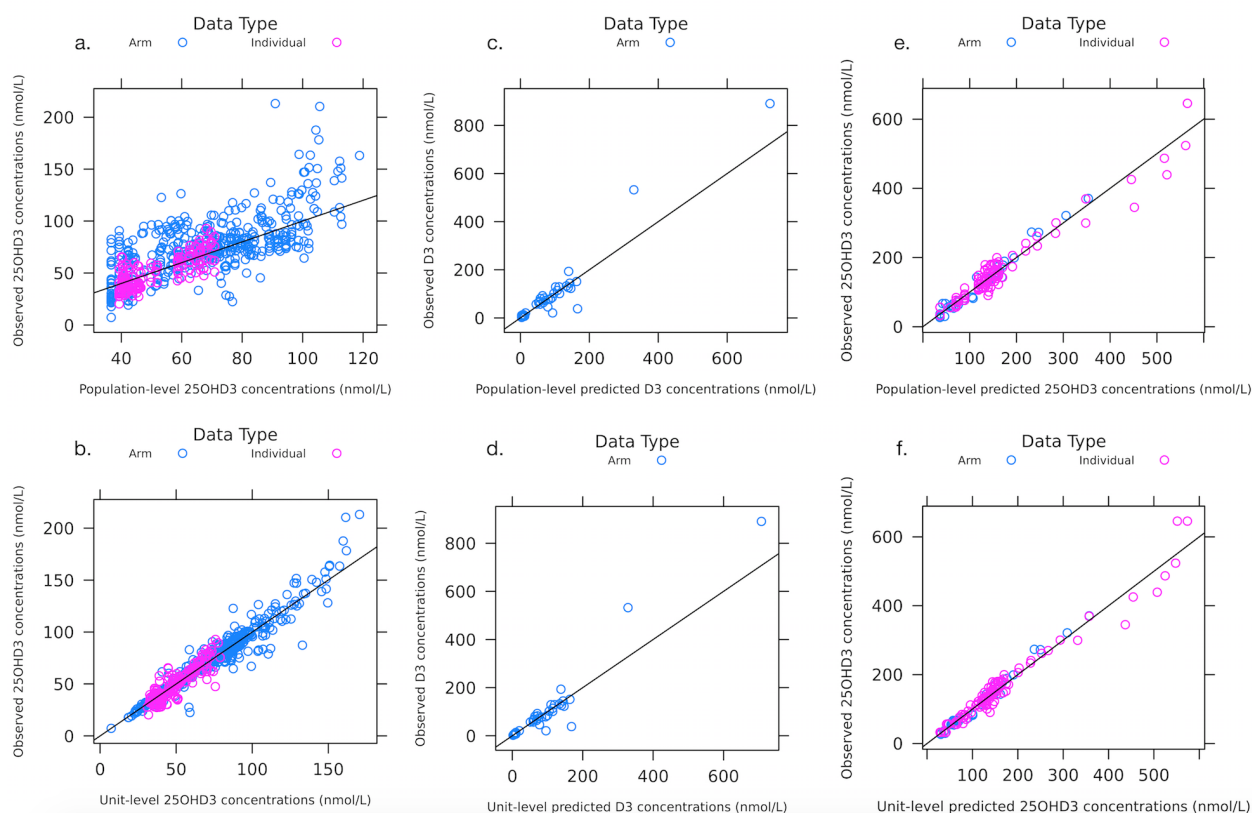 Data Type
a. Arm Individual
Observed 25OHD3 concentrations (nmol/L)
200
150
100
50
0
40 60 80 100 120
Population-level 25OHD3 concentrations (nmol/L)
Data Type
c. Arm
Observed D3 concentrations (nmol/L)
800
600
400
200
0
0 200 400 600
Population-level predicted D3 concentrations (nmol/L)
Data Type
e. Arm Individual
Observed 25OHD3 concentrations (nmol/L)
600
400
200
0
100 200 300 400 500
Population-level predicted 25OHD3 concentrations (nmol/L)
Data Type
b. Arm Individual
Observed 25OHD3 concentrations (nmol/L)
200
150
100
50
0
0 50 100 150
Unit-level 25OHD3 concentrations (nmol/L)
Data Type
d. Arm
Observed D3 concentrations (nmol/L)
800
600
400
200
0
0 200 400 600
Unit-level predicted D3 concentrations (nmol/L)
Data Type
f. Arm Individual
Observed 25OHD3 concentrations (nmol/L)
600
400
200
0
100 200 300 400 500
Unit-level predicted 25OHD3 concentrations (nmol/L)